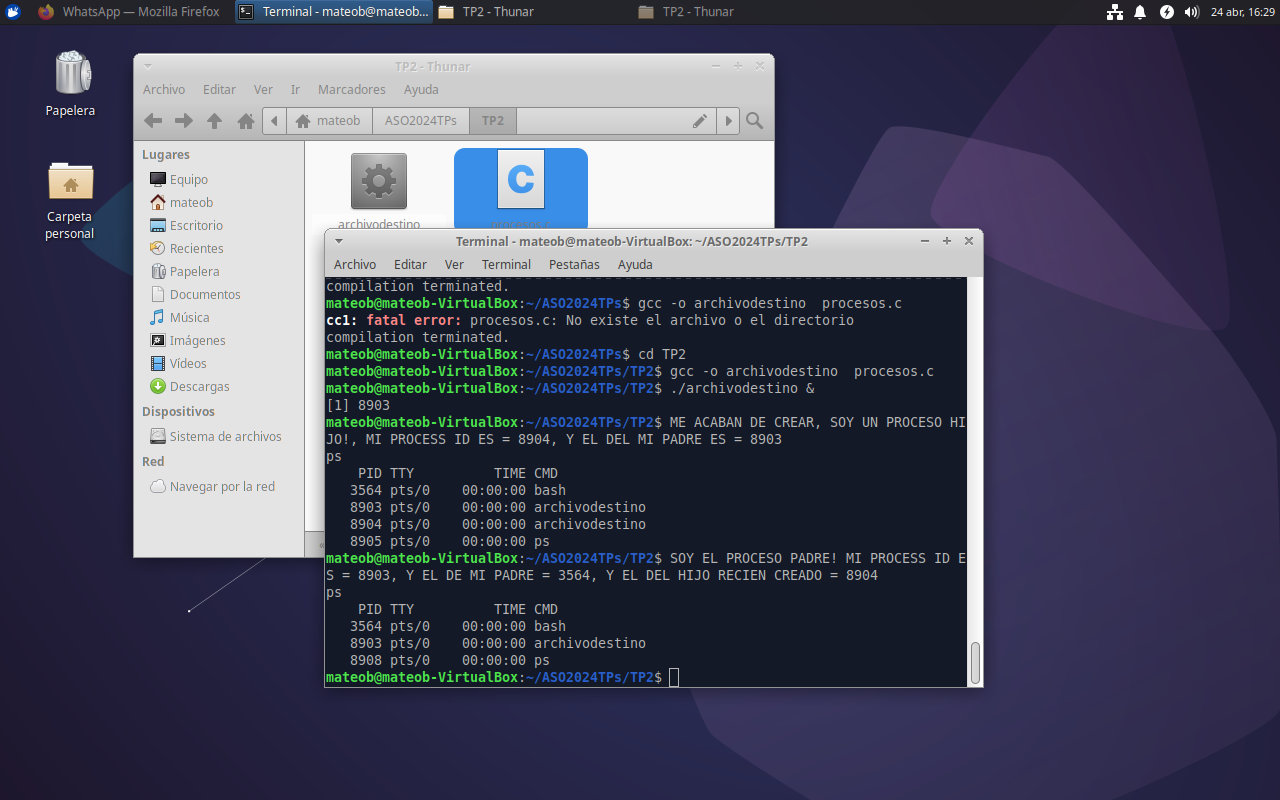 WhatsApp — Mozilla Firefox
Terminal - mateob@mateob...
TP2 - Thunar
TP2 - Thunar
24 abr, 16:29
Papelera
Carpeta
personal
TP2 - Thunar
Archivo Editar Ver Ir Marcadores Ayuda
mateob ASO2024TPs TP2
Lugares
Equipo
mateob
Escritorio
Recientes
Papelera
Documentos
Música
Imágenes
Vídeos
Descargas
Dispositivos
Sistema de archivos
Red
Navegar por la red
C
archivodestino
procesos.c
Terminal - mateob@mateob-VirtualBox: ~/ASO2024TPs/TP2
Archivo Editar Ver Terminal Pestañas Ayuda
compilation terminated.
mateob@mateob-VirtualBox:~/ASO2024TPs$ gcc -o archivodestino  procesos.c
cc1: fatal error: procesos.c: No existe el archivo o el directorio
compilation terminated.
mateob@mateob-VirtualBox:~/ASO2024TPs$ cd TP2
mateob@mateob-VirtualBox:~/ASO2024TPs/TP2$ gcc -o archivodestino  procesos.c
mateob@mateob-VirtualBox:~/ASO2024TPs/TP2$ ./archivodestino &
[1] 8903
mateob@mateob-VirtualBox:~/ASO2024TPs/TP2$ ME ACABAN DE CREAR, SOY UN PROCESO HI
JO!, MI PROCESS ID ES = 8904, Y EL DEL MI PADRE ES = 8903
ps
    PID TTY          TIME CMD
   3564 pts/0    00:00:00 bash
   8903 pts/0    00:00:00 archivodestino
   8904 pts/0    00:00:00 archivodestino
   8905 pts/0    00:00:00 ps
mateob@mateob-VirtualBox:~/ASO2024TPs/TP2$ SOY EL PROCESO PADRE! MI PROCESS ID E
S = 8903, Y EL DE MI PADRE = 3564, Y EL DEL HIJO RECIEN CREADO = 8904
ps
    PID TTY          TIME CMD
   3564 pts/0    00:00:00 bash
   8903 pts/0    00:00:00 archivodestino
   8908 pts/0    00:00:00 ps
mateob@mateob-VirtualBox:~/ASO2024TPs/TP2$